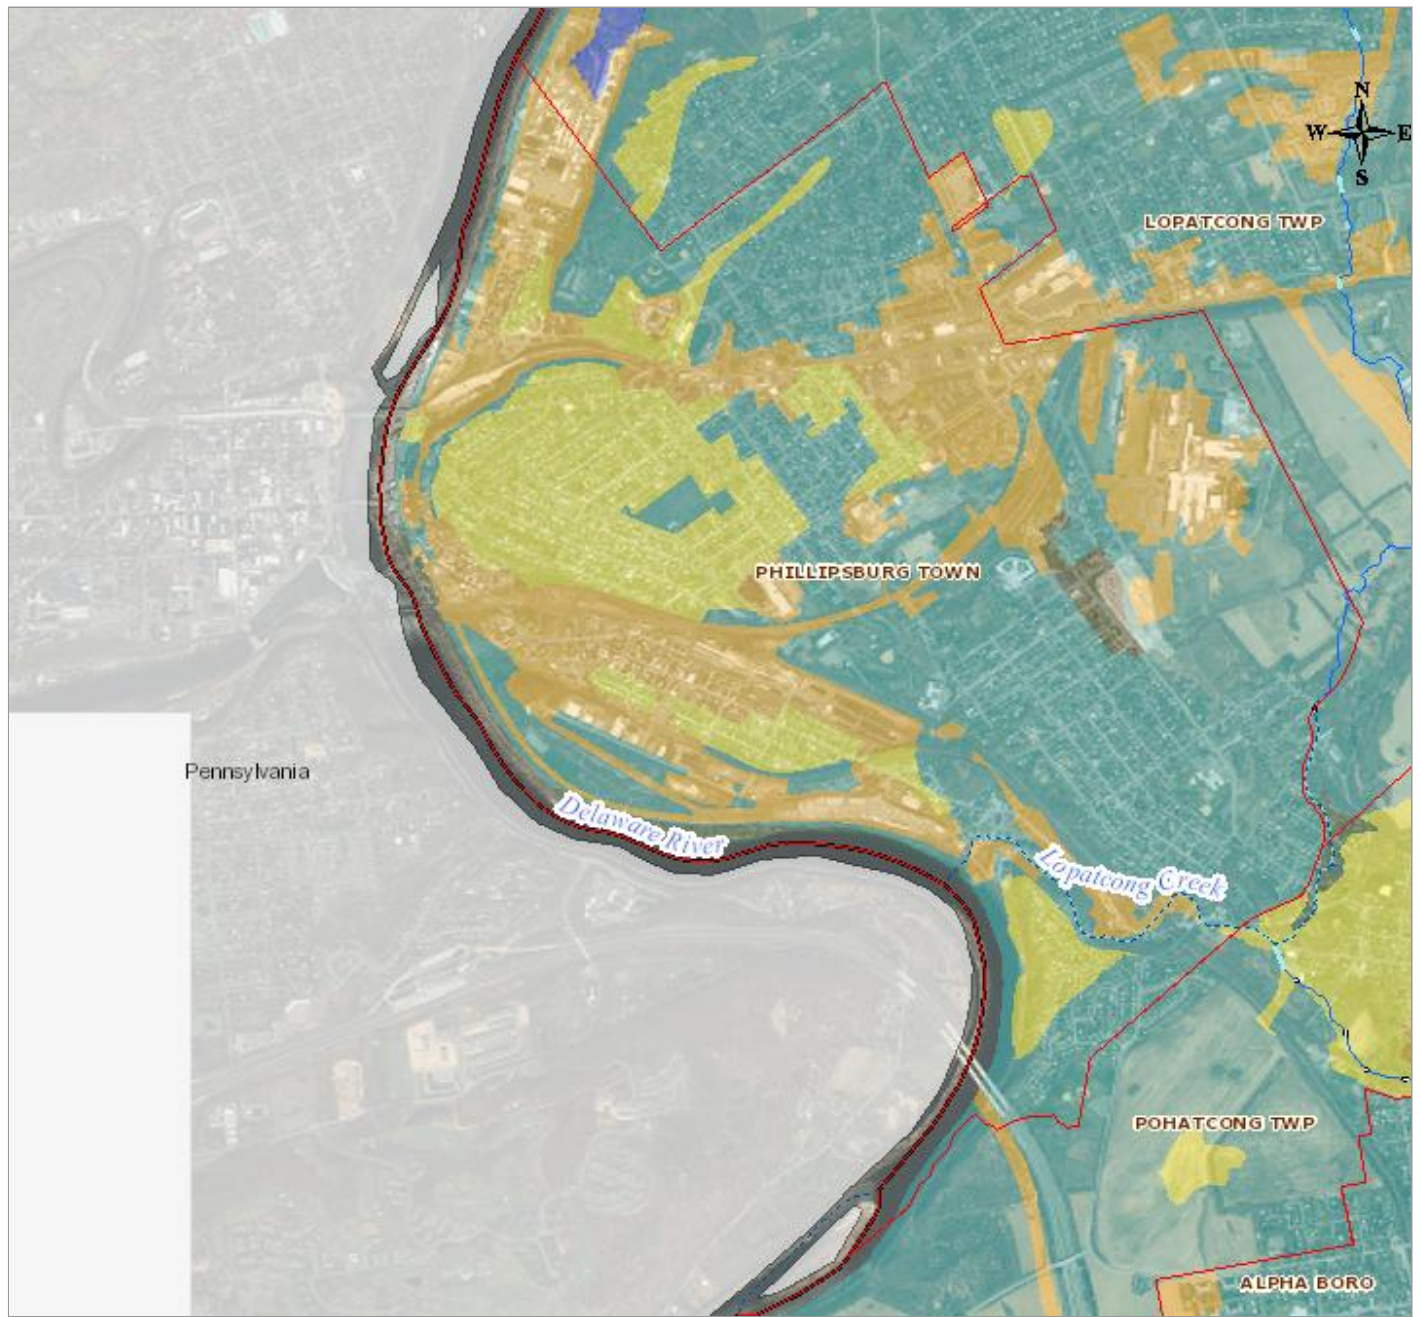 N
W E
S
LOPATCONG TWP
PHILLIPSBURG TOWN
Pennsylvania
Delaware River
Lopatcong Creek
POHATCONG TWP
ALPHA BORO